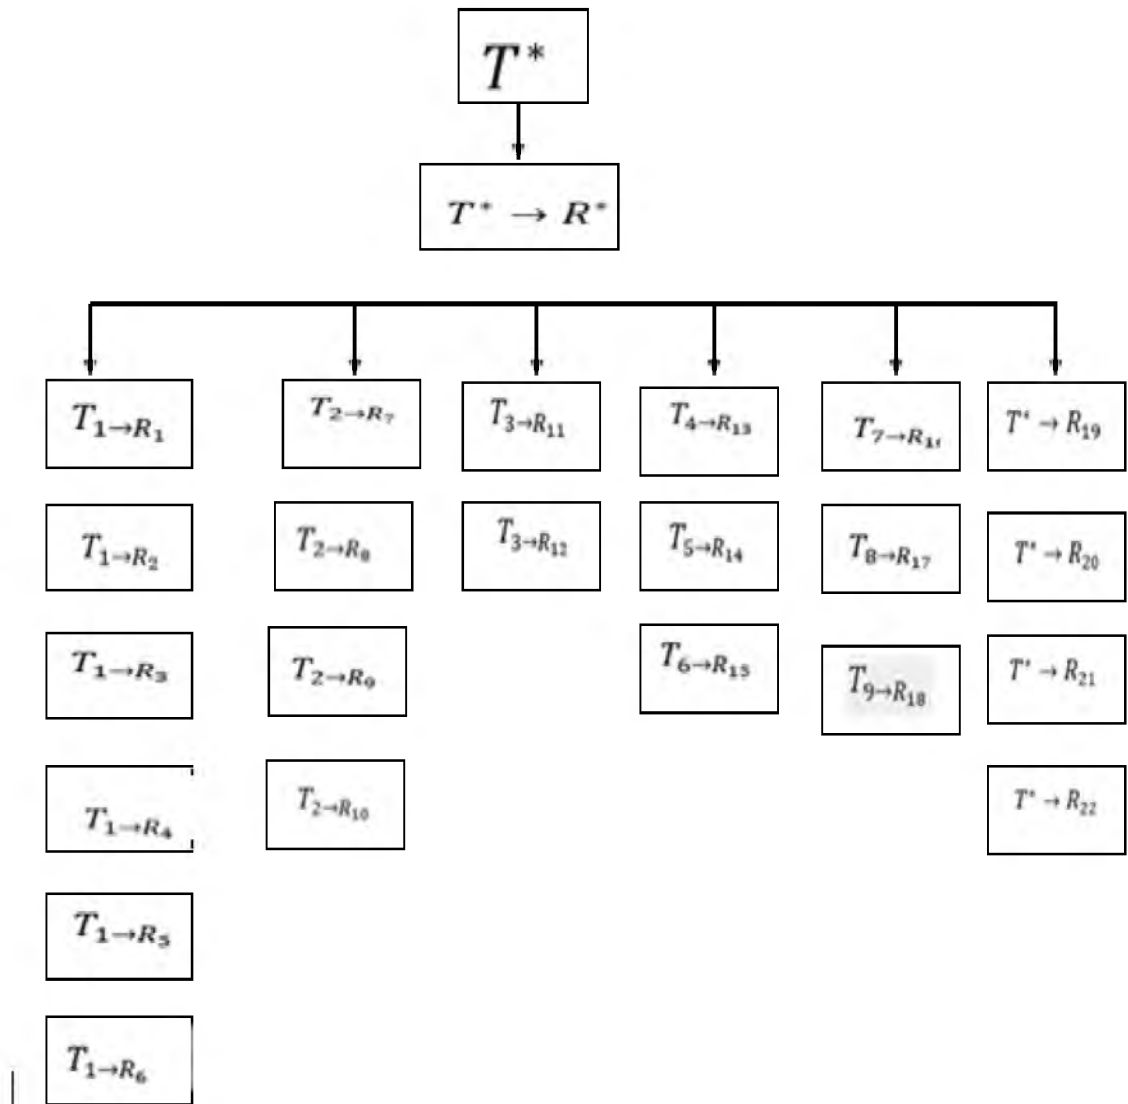 T*
T* → R*
T₁→R₁
T₂→R₇
T₃→R₁₁
T₄→R₁₃
T₇→R₁
T* → R₁₉
T₁→R₂
T₂→R₈
T₃→R₁₂
T₅→R₁₄
T₈→R₁₇
T* → R₂₀
T₁→R₃
T₂→R₉
T₆→R₁₅
T₉→R₁₈
T* → R₂₁
T₁→R₄
T₂→R₁₀
T* → R₂₂
T₁→R₅
T₁→R₆